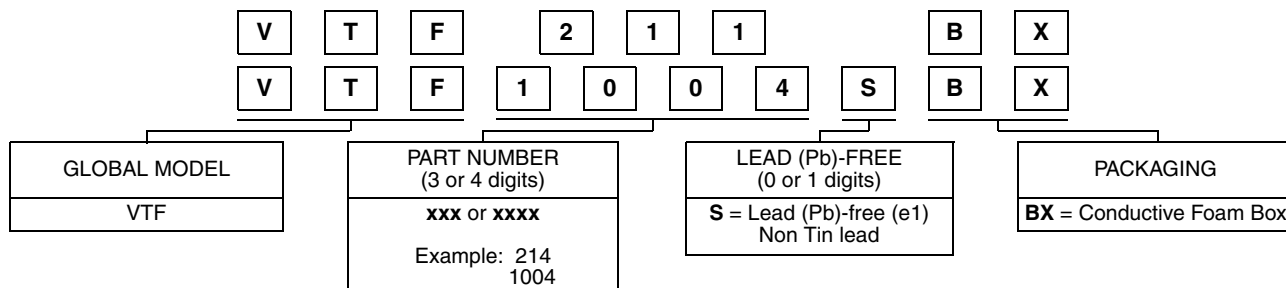 V T F 2 1 1 B X
V T F 1 0 0 4 S B X
GLOBAL MODEL
VTF
PART NUMBER
(3 or 4 digits)
xxx or xxxx
Example: 214
1004
LEAD (Pb)-FREE
(0 or 1 digits)
S = Lead (Pb)-free (e1)
Non Tin lead
PACKAGING
BX = Conductive Foam Box